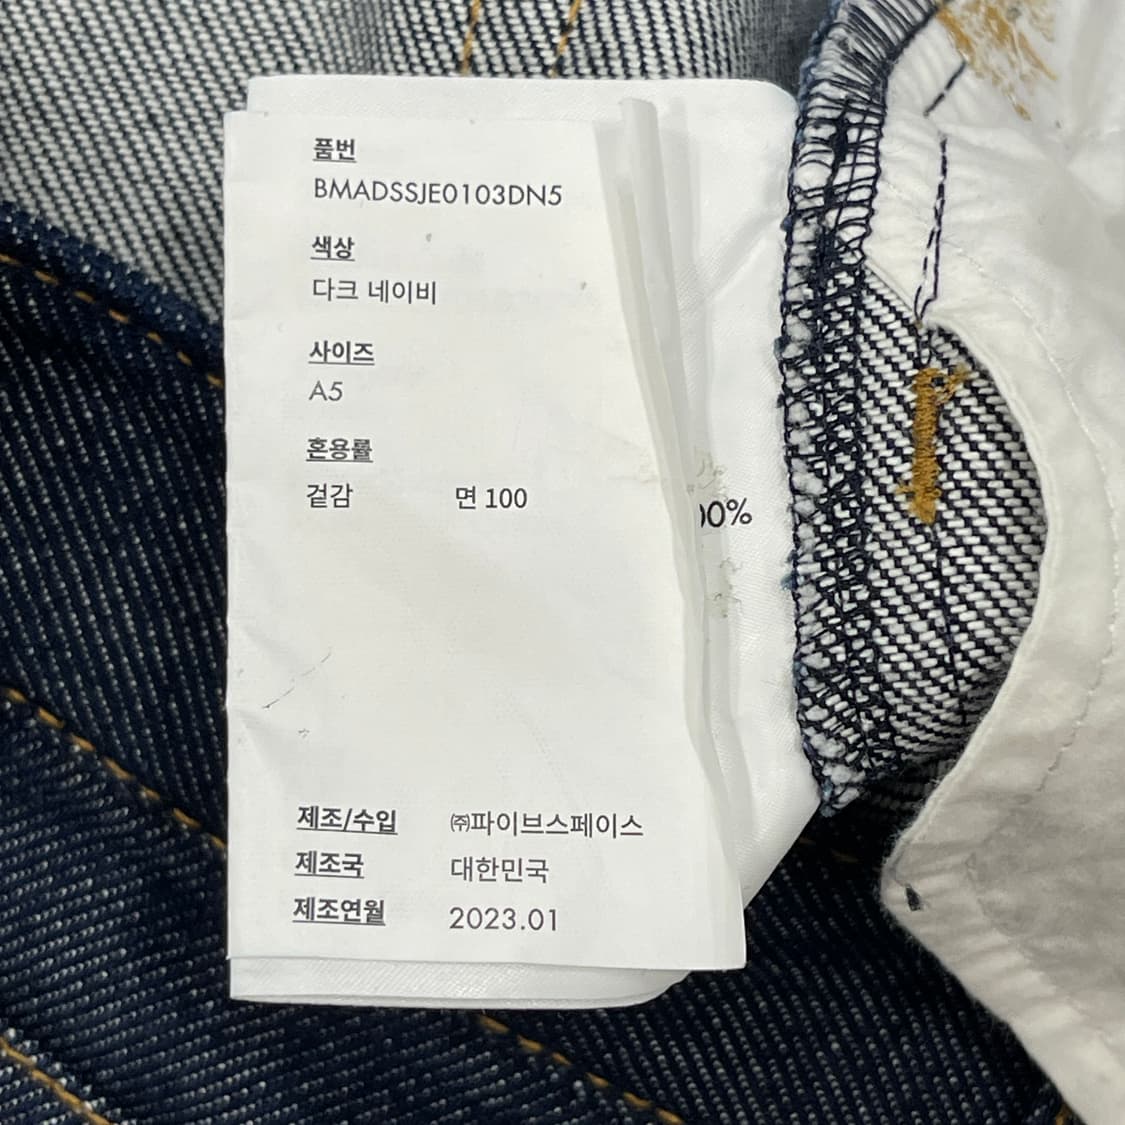 품번
BMADSSJE0103DN5
색상
다크 네이비
사이즈
A5
혼용률
겉감 면 100
00%
제조/수입 ㈜파이브스페이스
제조국 대한민국
제조연월 2023.01